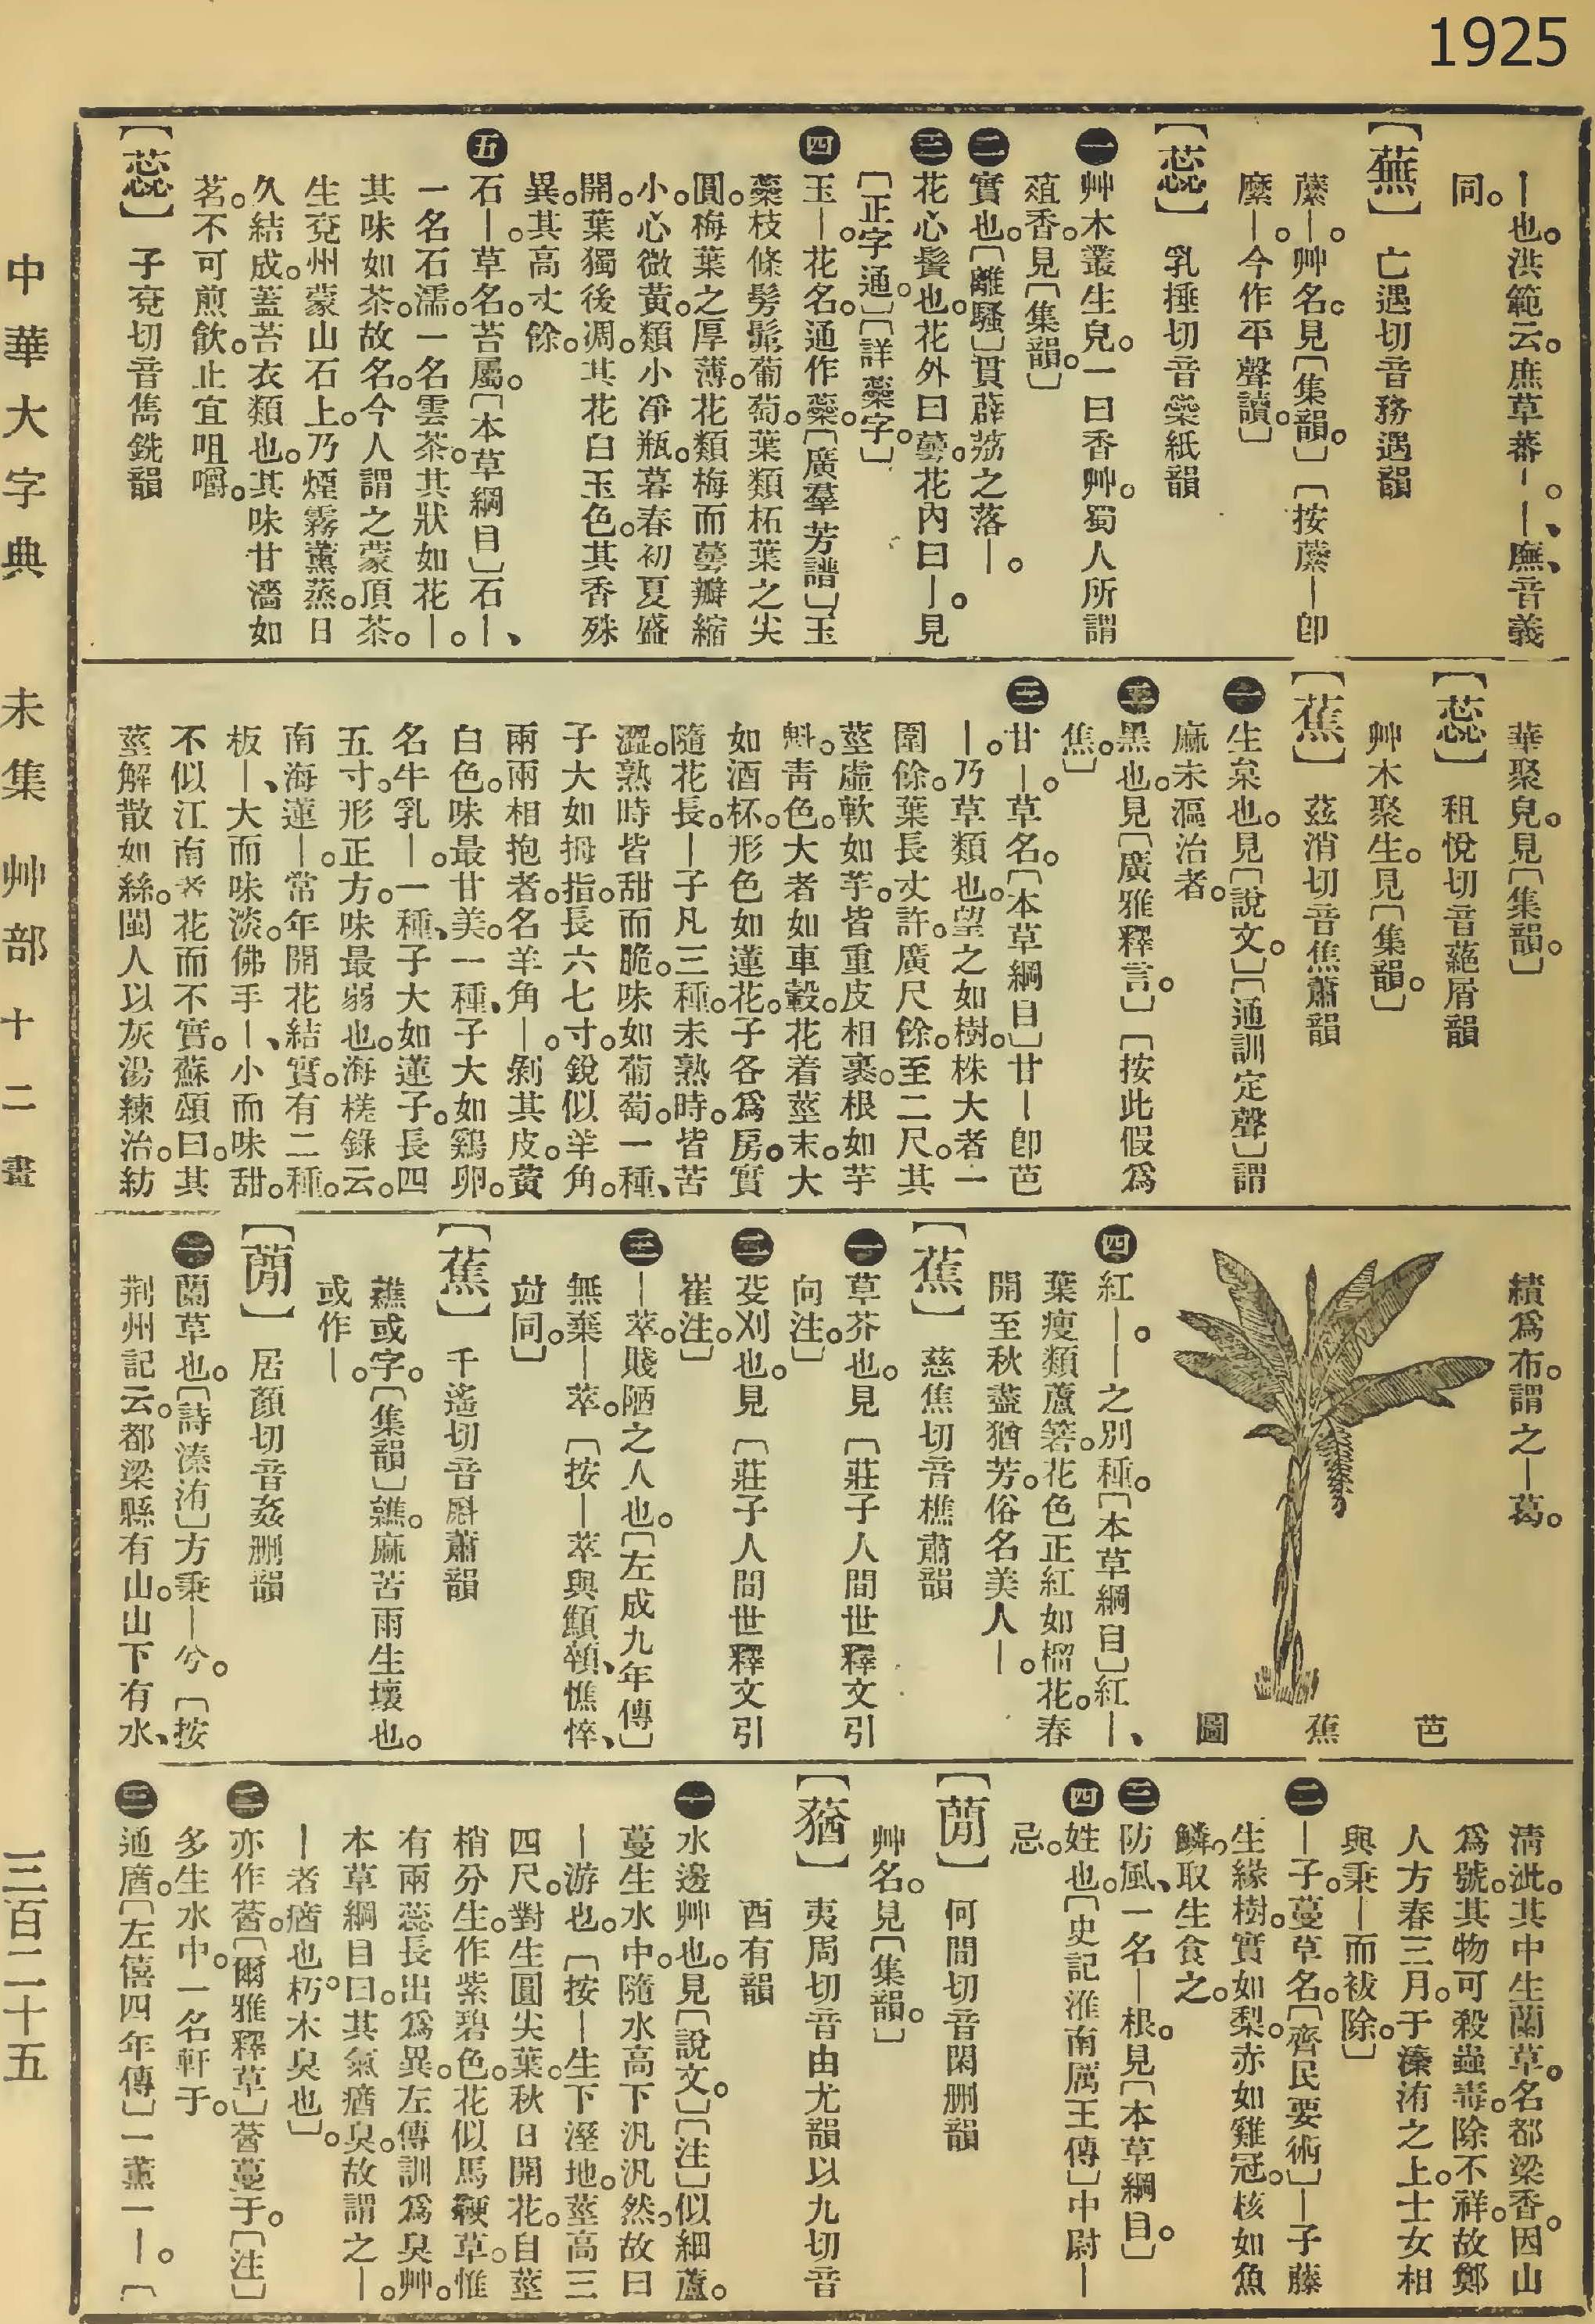 1925
中華大字典 未集 艸部 十二畫 三百二十五
｜也。洪範云。庶草蕃｜。｜、廡、音義
同。
【蕪】亡遇切音務遇韻
蘪｜。艸名。見〔集韻。〕〔按蘪｜卽
蘪｜。今作平聲讀。〕
【蕊】乳捶切音橤紙韻
㊀艸木叢生皃。一曰香艸。蜀人所謂
葅香。見〔集韻。〕
㊁實也。〔離騷〕貫薜茘之落｜。
㊂花心鬚也。花外曰蕚。花內曰｜。見
〔正字通。〕〔詳蘂字。〕
㊃玉｜。花名。通作蘂。〔廣羣芳譜〕玉
蘂枝條髣髴葡萄。葉類柘葉之尖
圓。梅葉之厚薄。花類梅而蕚瓣縮
小。心微黃。類小淨瓶。暮春初夏盛
開。葉獨後凋。其花白玉色。其香殊
異。其高丈餘。
㊄石｜。草名。苔屬。〔本草綱目〕石｜、
一名石濡。一名雲茶。其狀如花｜。
其味如茶。故名。今人謂之蒙頂茶。
生兗州蒙山石上。乃煙霧薰蒸。日
久結成。蓋苔衣類也。其味甘濇如
茗。不可煎飮。止宜咀嚼。
【蕊】子兗切音雋銑韻
華聚皃。見〔集韻。〕
【蕊】租悅切音蕝屑韻
艸木聚生。見〔集韻。〕
【蕉】茲消切音焦蕭韻
㊀生枲也。見〔說文。〕〔通訓定聲〕謂
麻未漚治者。
㊁黑也。見〔廣雅釋言。〕〔按此假爲
焦。〕
㊂甘｜。草名。〔本草綱目〕甘｜卽芭
｜。乃草類也。望之如樹。株大者一
圍餘。葉長丈許。廣尺餘。至二尺。其
莖虛軟如芋。皆重皮相裹。根如芋
魁。靑色。大者如車轂。花着莖末。大
如酒杯。形色如蓮花。子各爲房。實
隨花長。｜子凡三種。未熟時。皆苦
澀。熟時皆甜而脆。味如葡萄。一種、
子大如拇指。長六七寸。銳似羊角。
兩兩相抱者。名羊角｜。剝其皮。黃
白色。味最甘美。一種、子大如鷄卵。
名牛乳｜。一種、子大如蓮子。長四
五寸。形正方。味最弱也。海槎錄云。
南海蓮｜。常年開花結實。有二種。
板｜、大而味淡。佛手｜、小而味甜。
不似江南者花而不實。蘇頌曰。其
莖解散如絲。閩人以灰湯練治。紡
績爲布。謂之｜葛。
芭蕉圖
㊃紅｜。｜之別種。〔本草綱目〕紅｜、
葉瘦類蘆箬。花色正紅如榴花。春
開至秋盡猶芳。俗名美人｜。
【蕉】慈焦切音樵蕭韻
㊀草芥也。見〔莊子人間世釋文引
向注。〕
㊁芟刈也。見〔莊子人間世釋文引
崔注。〕
㊂｜萃。賤陋之人也。〔左成九年傳〕
無棄｜萃。〔按｜萃與顦顇、憔悴、
竝同。〕
【蕉】千遙切音鍫蕭韻
䕴或字。〔集韻〕䕴。麻苦雨生壞也。
或作｜。
【蕑】居顏切音姦删韻
㊀蘭草也。〔詩溱洧〕方秉｜兮。〔按
荆州記云。都梁縣有山。山下有水、
淸泚。其中生蘭草。名都梁香。因山
爲號。其物可殺蟲毒。除不祥。故鄭
人方春三月。于溱洧之上。士女相
與秉｜而祓除。〕
㊁｜子。蔓草名。〔齊民要術〕｜子藤
生緣樹。實如梨。赤如雞冠。核如魚
鱗。取生食之。
㊂防風、一名｜根。見〔本草綱目。〕
㊃姓也。〔史記淮南厲王傳〕中尉｜
忌。
【蕑】何閒切音閑删韻
艸名。見〔集韻。〕
【蕕】夷周切音由尤韻以九切音
酉有韻
㊀水邊艸也。見〔說文。〕〔注〕似細蘆。
蔓生水中。隨水高下汎汎然。故曰
｜游也。〔按｜生下溼地。莖高三
四尺。對生圓尖葉。秋日開花。自莖
梢分生。作紫碧色。花似馬鞭草。惟
有兩蕊長出爲異。左傳訓爲臭艸。
本草綱目曰。其氣㾞臭。故謂之｜。
｜者㾞也。朽木臭也。〕
㊁亦作䔺。〔爾雅釋草〕䔺蔓于。〔注〕
多生水中。一名軒于。
㊂通㾞。〔左僖四年傳〕一薰一｜。〔